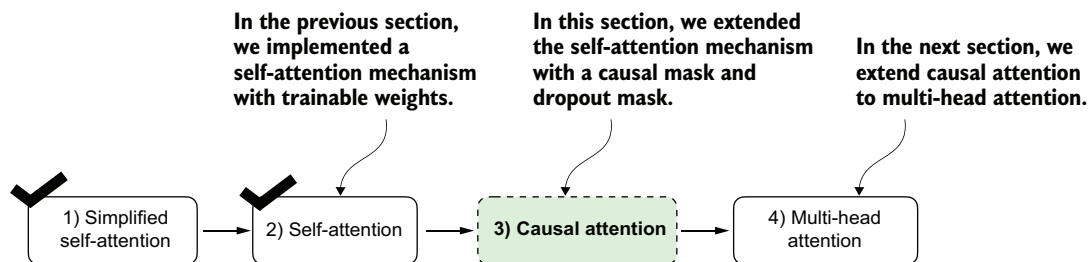 In the previous section,
we implemented a
self-attention mechanism
with trainable weights.
In this section, we extended
the self-attention mechanism
with a causal mask and
dropout mask.
In the next section, we
extend causal attention
to multi-head attention.
1) Simplified
self-attention
2) Self-attention
3) Causal attention
4) Multi-head
attention